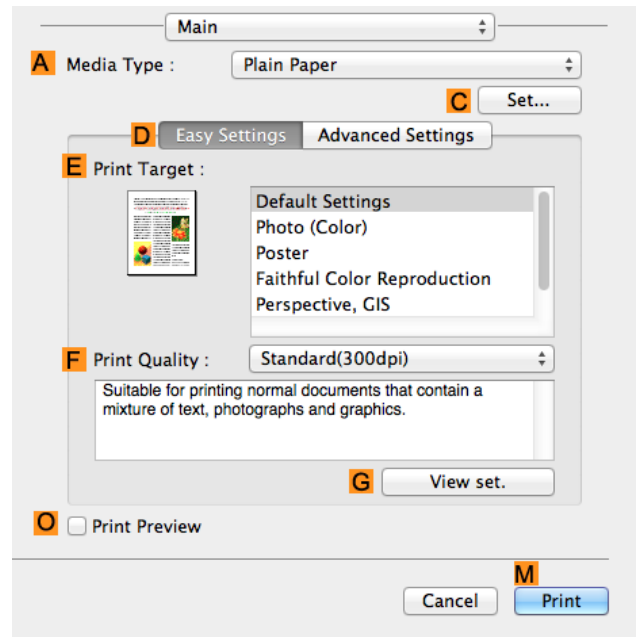 Main
A Media Type : Plain Paper
C Set...
D Easy Settings Advanced Settings
E Print Target :
Default Settings
Photo (Color)
Poster
Faithful Color Reproduction
Perspective, GIS
F Print Quality : Standard(300dpi)
Suitable for printing normal documents that contain a
mixture of text, photographs and graphics.
G View set.
O Print Preview
M
Cancel Print